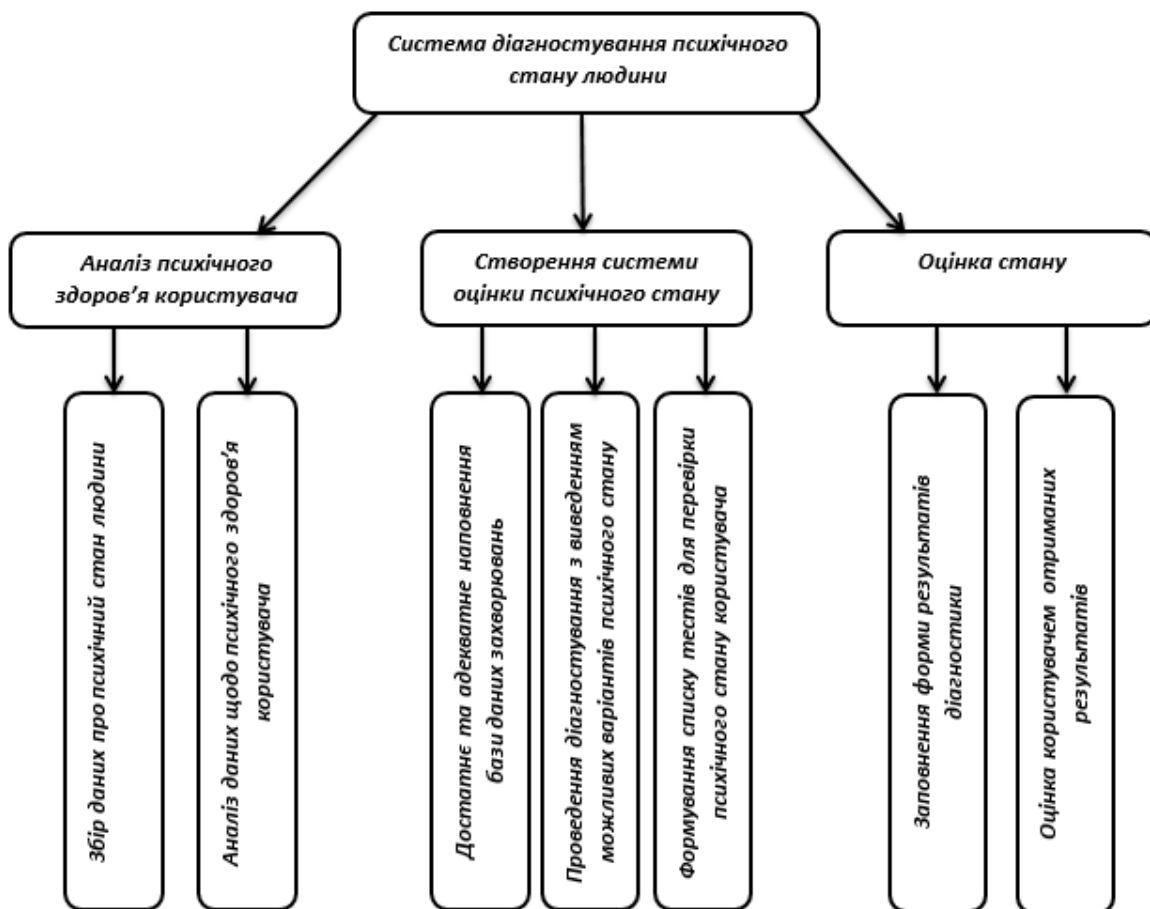 Система діагностування психічного
стану людини
Аналіз психічного
здоров’я користувача
Створення системи
оцінки психічного стану
Оцінка стану
Збір даних про психічний стан людини
Аналіз даних щодо психічного здоров’я
користувача
Достатнє та адекватне наповнення
бази даних захворювань
Проведення діагностування з виведенням
можливих варіантів психічного стану
Формування списку тестів для перевірки
психічного стану користувача
Заповнення форми результатів
діагностики
Оцінка користувачем отриманих
результатів